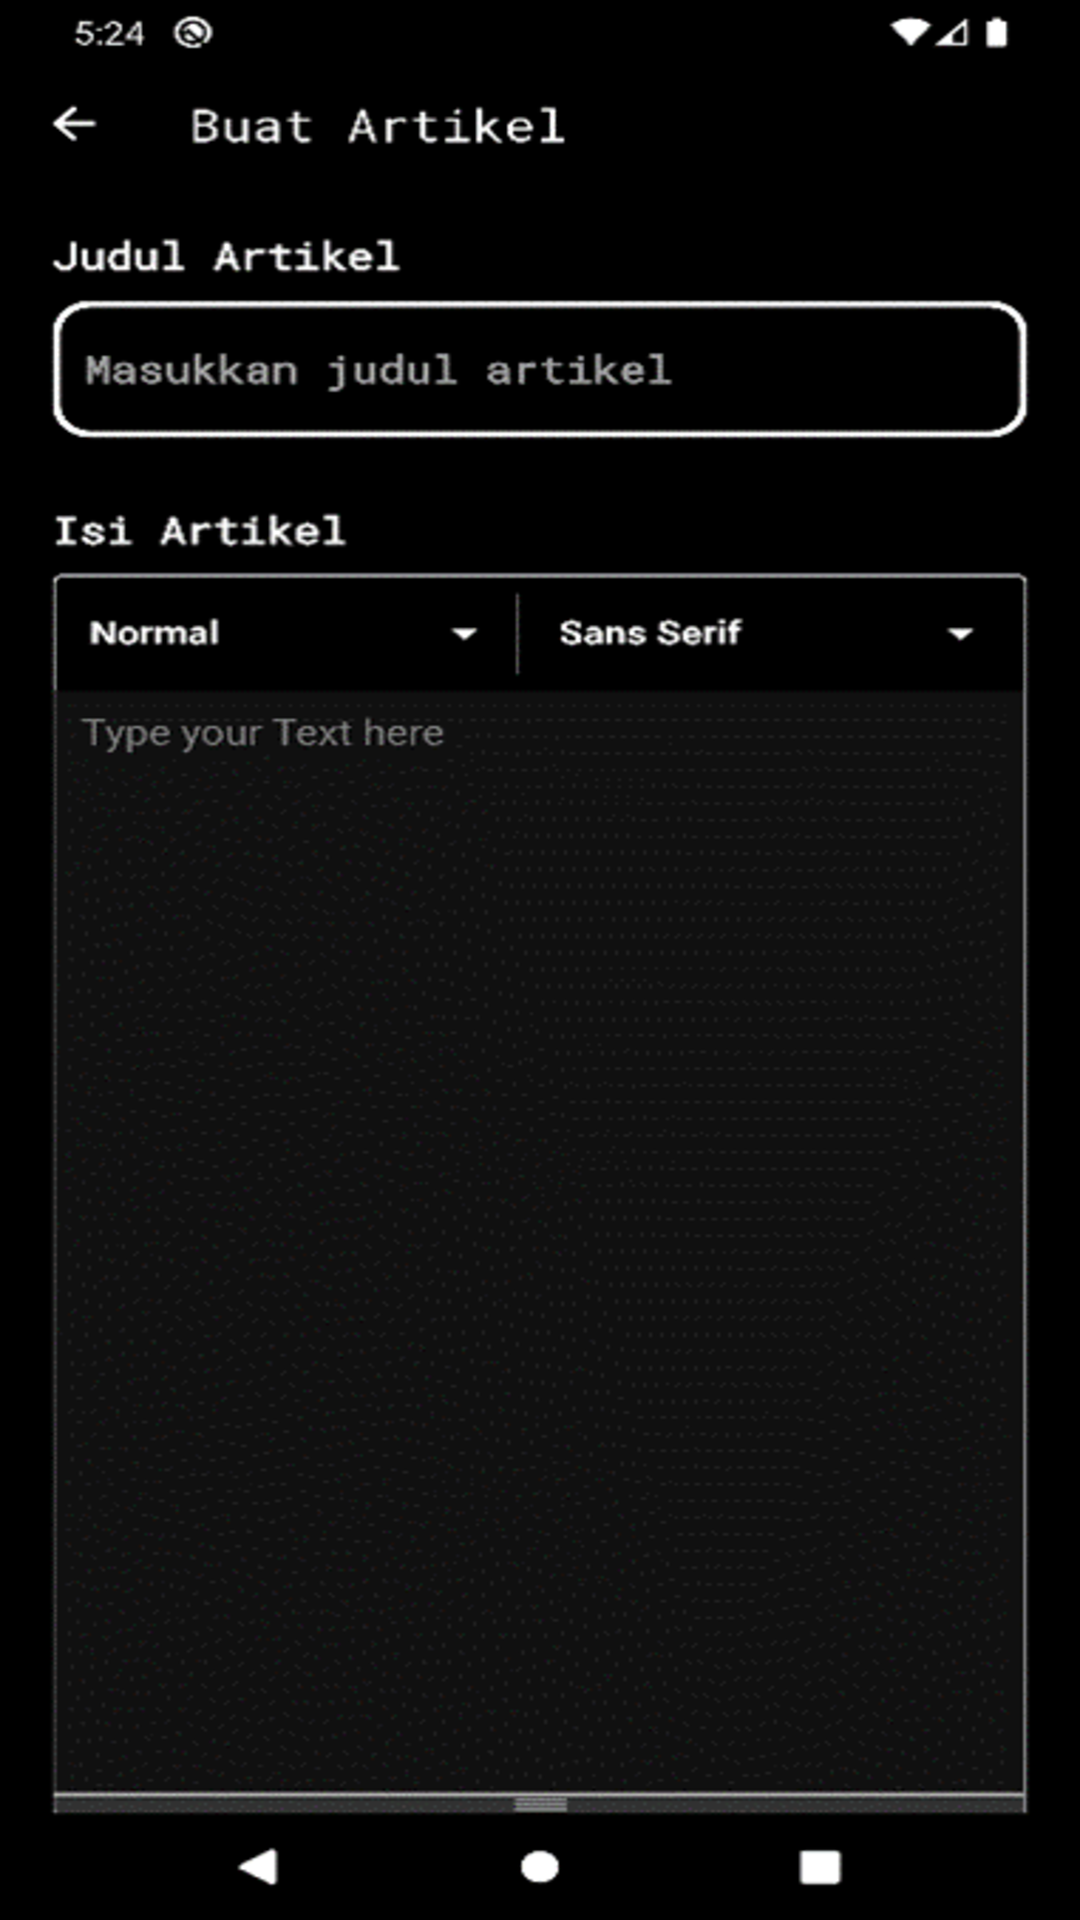 5:24
Buat Artikel
Judul Artikel
Masukkan judul artikel
Isi Artikel
Normal
Sans Serif
Type your Text here